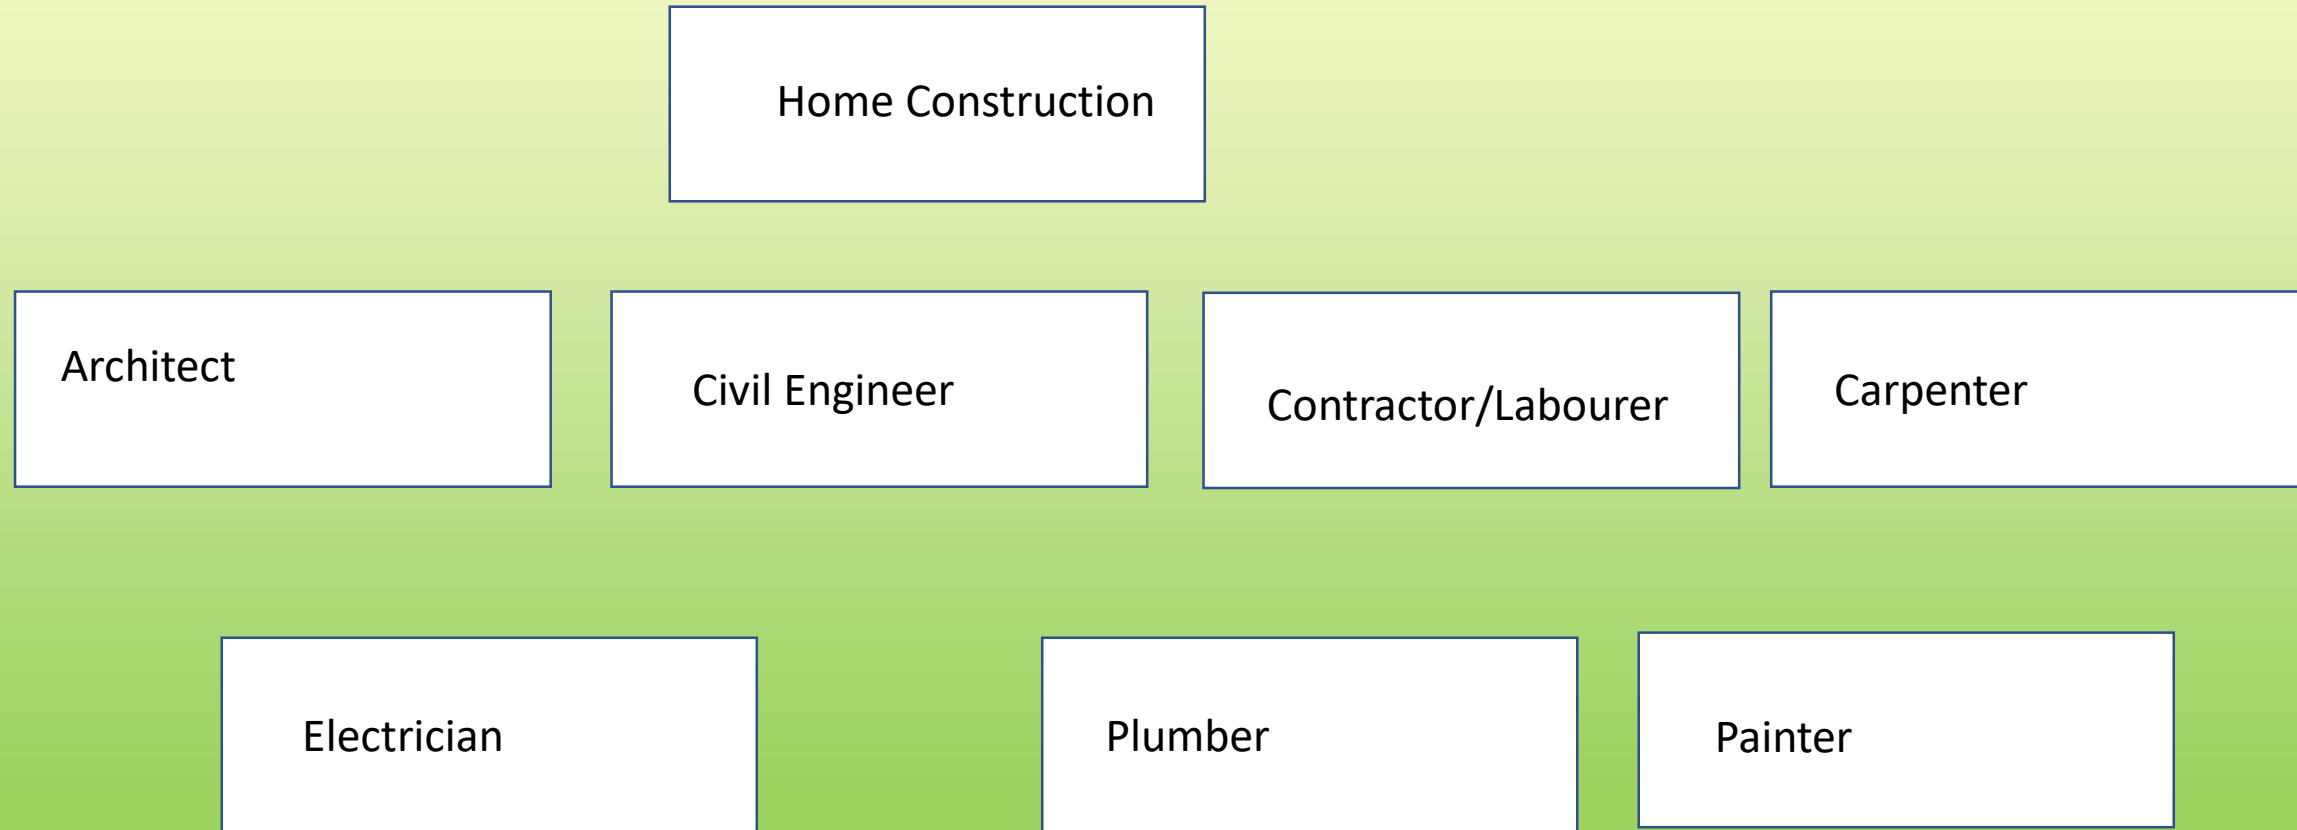 Home Construction
Architect
Civil Engineer
Contractor/Labourer
Carpenter
Electrician
Plumber
Painter